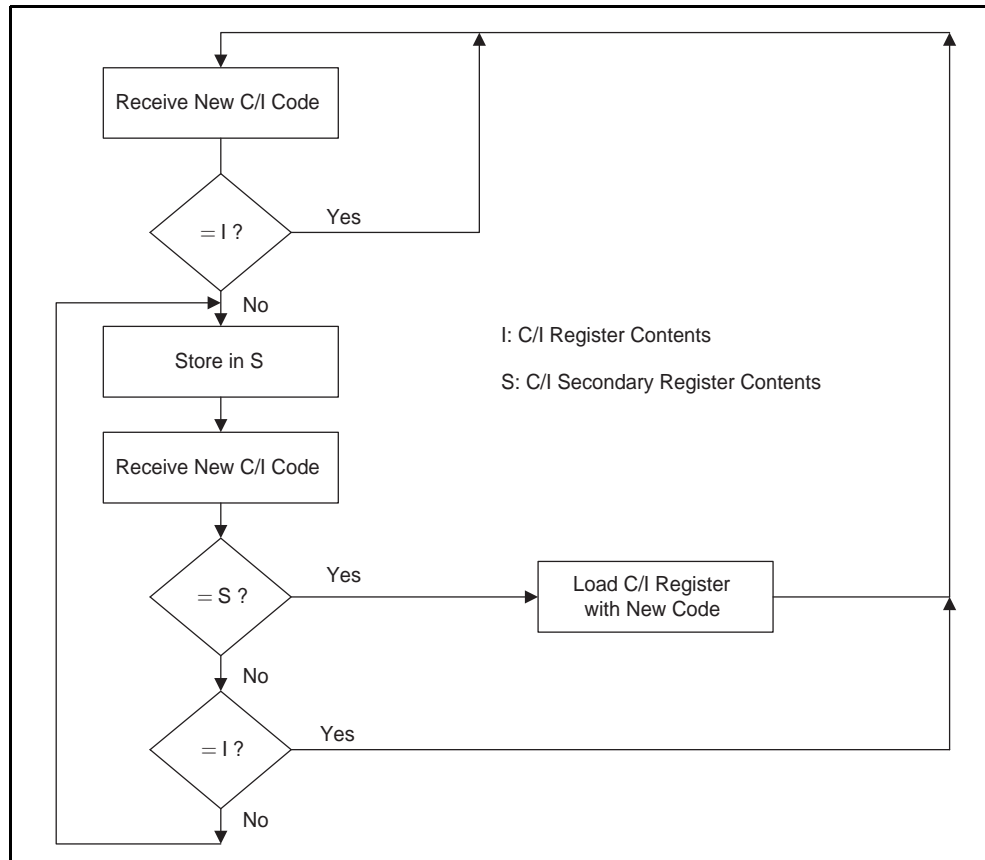 Receive New C/I Code
= I ?
Yes
No
Store in S
I: C/I Register Contents
S: C/I Secondary Register Contents
Receive New C/I Code
= S ?
Yes
Load C/I Register
with New Code
No
= I ?
Yes
No